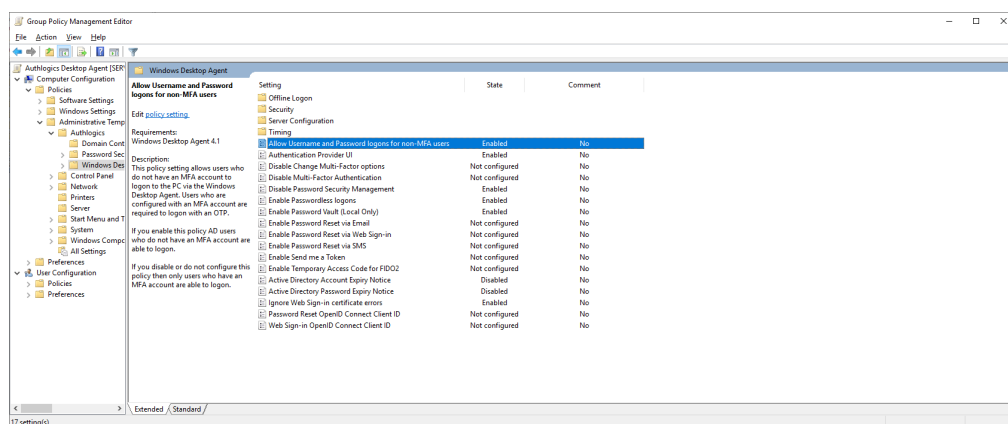 Group Policy Management Editor
File Action View Help
Authlogics Desktop Agent [SER
Computer Configuration
Policies
Software Settings
Windows Settings
Administrative Temp
Authlogics
Domain Cont
Password Sec
Windows Des
Control Panel
Network
Printers
Server
Start Menu and T
System
Windows Compc
All Settings
Preferences
User Configuration
Policies
Preferences
Windows Desktop Agent
Allow Username and Password
logons for non-MFA users
Edit policy setting
Requirements:
Windows Desktop Agent 4.1
Description:
This policy setting allows users who
do not have an MFA account to
logon to the PC via the Windows
Desktop Agent. Users who are
configured with an MFA account are
required to logon with an OTP.
If you enable this policy AD users
who do not have an MFA account are
able to logon.
If you disable or do not configure this
policy then only users who have an
MFA account are able to logon.
Setting State Comment
Offline Logon
Security
Server Configuration
Timing
Allow Username and Password logons for non-MFA users Enabled No
Authentication Provider UI Enabled No
Disable Change Multi-Factor options Not configured No
Disable Multi-Factor Authentication Not configured No
Disable Password Security Management Enabled No
Enable Passwordless logons Enabled No
Enable Password Vault (Local Only) Enabled No
Enable Password Reset via Email Not configured No
Enable Password Reset via Web Sign-in Not configured No
Enable Password Reset via SMS Not configured No
Enable Send me a Token Not configured No
Enable Temporary Access Code for FIDO2 Not configured No
Active Directory Account Expiry Notice Disabled No
Active Directory Password Expiry Notice Disabled No
Ignore Web Sign-in certificate errors Enabled No
Password Reset OpenID Connect Client ID Not configured No
Web Sign-in OpenID Connect Client ID Not configured No
Extended Standard
17 setting(s)